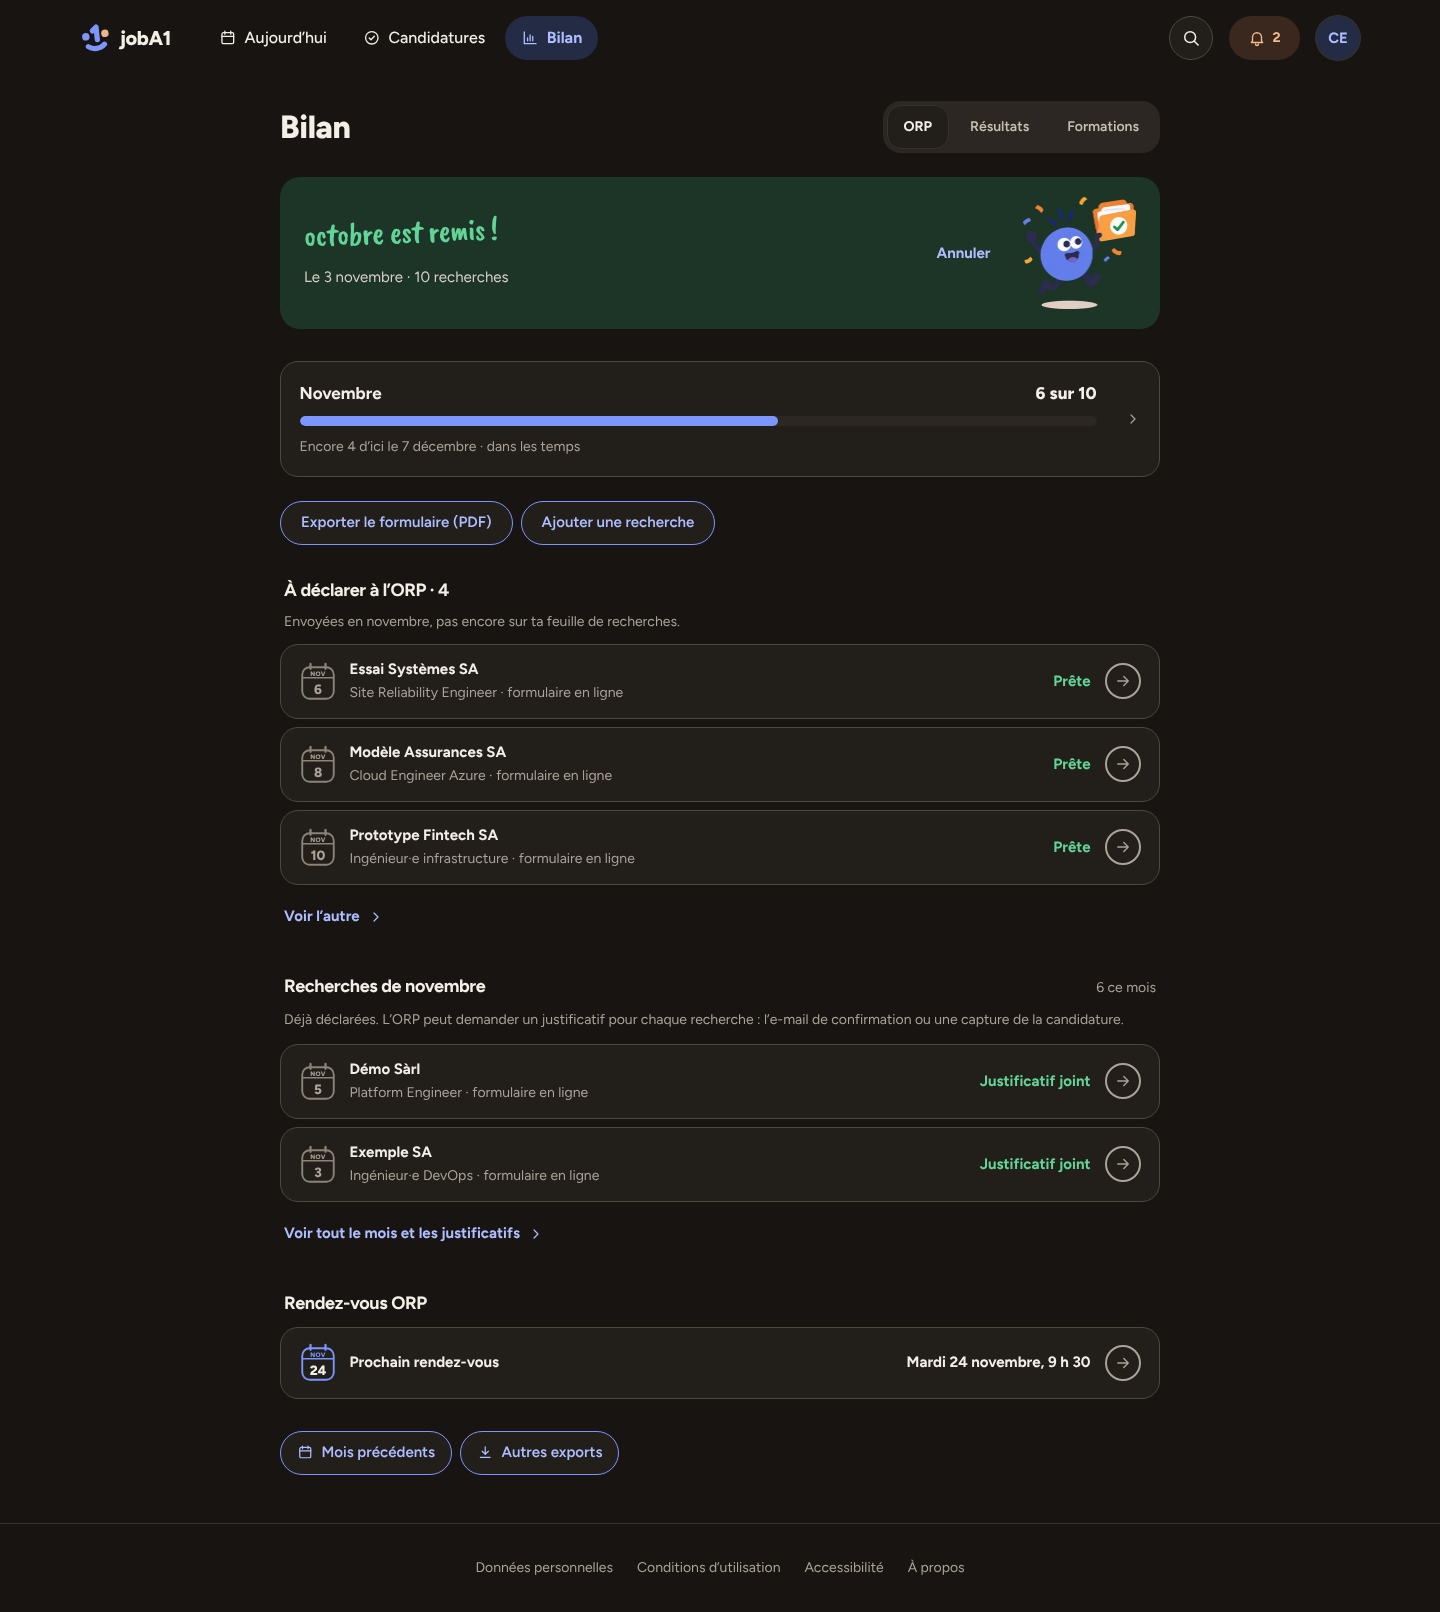 jobA1
Aujourd’hui
Candidatures
Bilan
2
CE
Bilan
ORP
Résultats
Formations
octobre est remis !
Le 3 novembre · 10 recherches
Annuler
Novembre
6 sur 10
Encore 4 d’ici le 7 décembre · dans les temps
Exporter le formulaire (PDF)
Ajouter une recherche
À déclarer à l’ORP · 4
Envoyées en novembre, pas encore sur ta feuille de recherches.
NOV
6
Essai Systèmes SA
Site Reliability Engineer · formulaire en ligne
Prête
NOV
8
Modèle Assurances SA
Cloud Engineer Azure · formulaire en ligne
Prête
NOV
10
Prototype Fintech SA
Ingénieur·e infrastructure · formulaire en ligne
Prête
Voir l’autre
Recherches de novembre
6 ce mois
Déjà déclarées. L’ORP peut demander un justificatif pour chaque recherche : l’e-mail de confirmation ou une capture de la candidature.
NOV
5
Démo Sàrl
Platform Engineer · formulaire en ligne
Justificatif joint
NOV
3
Exemple SA
Ingénieur·e DevOps · formulaire en ligne
Justificatif joint
Voir tout le mois et les justificatifs
Rendez-vous ORP
NOV
24
Prochain rendez-vous
Mardi 24 novembre, 9 h 30
Mois précédents
Autres exports
Données personnelles
Conditions d’utilisation
Accessibilité
À propos